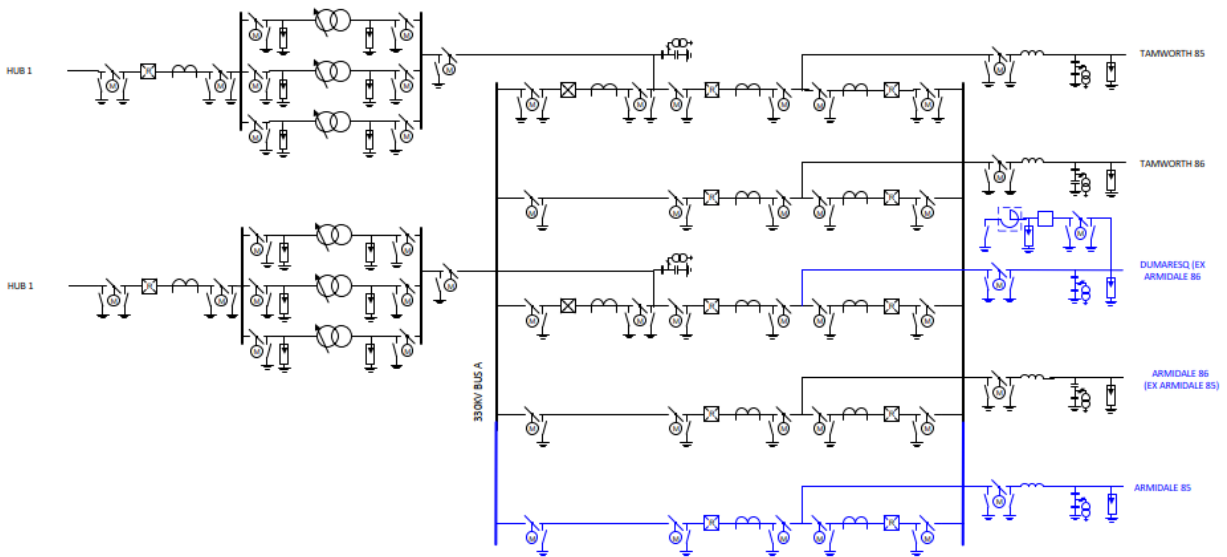 TAMWORTH 85
HUB 1
TAMWORTH 86
DUMARESQ (EX
ARMIDALE 86
HUB 1
330KV BUS A
ARMIDALE 86
(EX ARMIDALE 85)
ARMIDALE 85